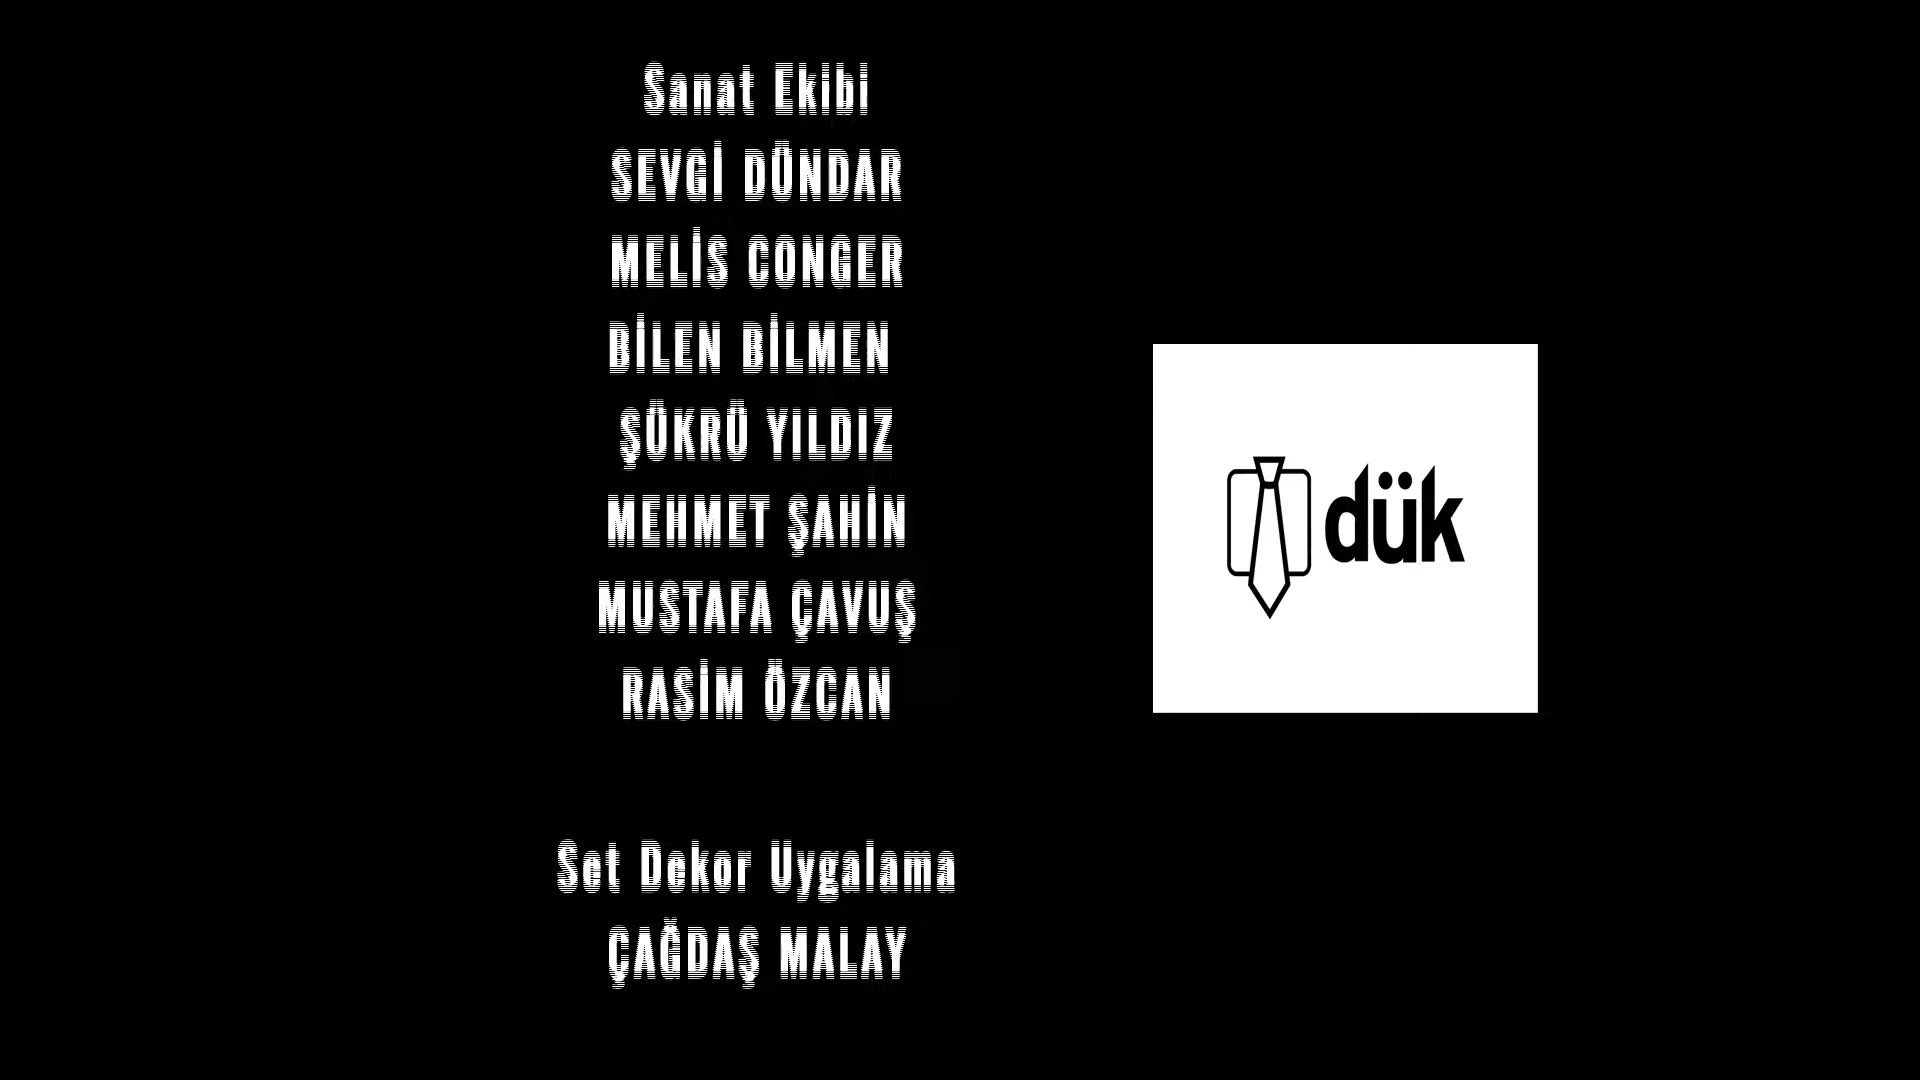 Sanat Ekibi
SEVGİ DÜNDAR
MELİS CONGER
BİLEN BİLMEN
ŞÜKRÜ YILDIZ
MEHMET ŞAHİN
MUSTAFA ÇAVUŞ
RASİM ÖZCAN
dük
Set Dekor Uygalama
ÇAĞDAŞ MALAY